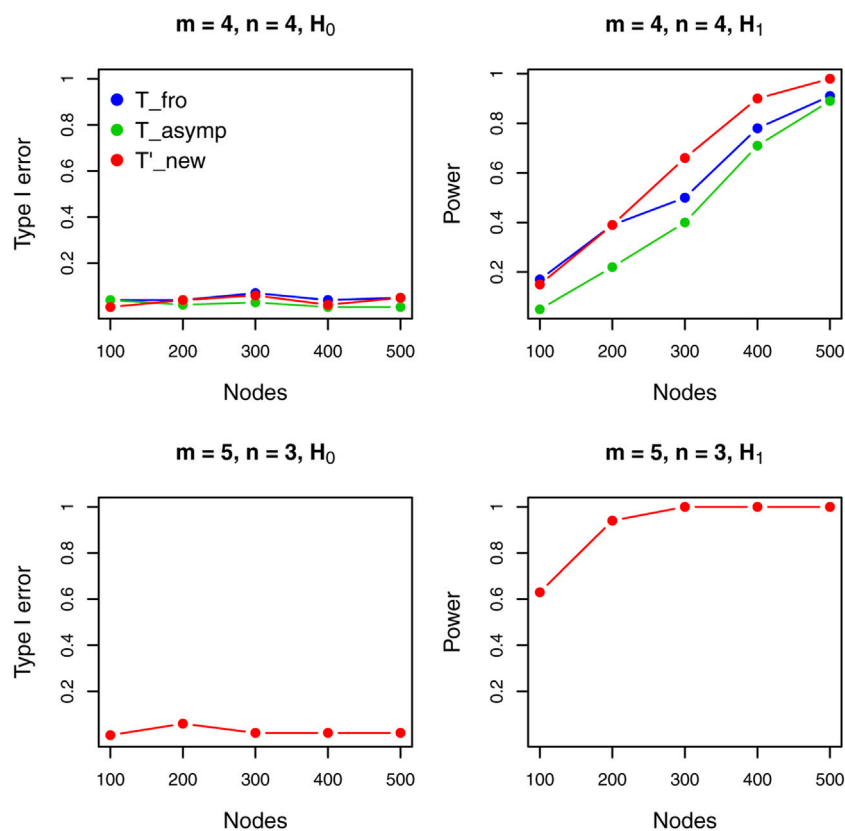 m = 4, n = 4, H₀
Type I error
1
0.8
0.6
0.4
0.2
T_fro
T_asymp
T'_new
100 200 300 400 500
Nodes
m = 4, n = 4, H₁
Power
1
0.8
0.6
0.4
0.2
100 200 300 400 500
Nodes
m = 5, n = 3, H₀
Type I error
1
0.8
0.6
0.4
0.2
100 200 300 400 500
Nodes
m = 5, n = 3, H₁
Power
1
0.8
0.6
0.4
0.2
100 200 300 400 500
Nodes